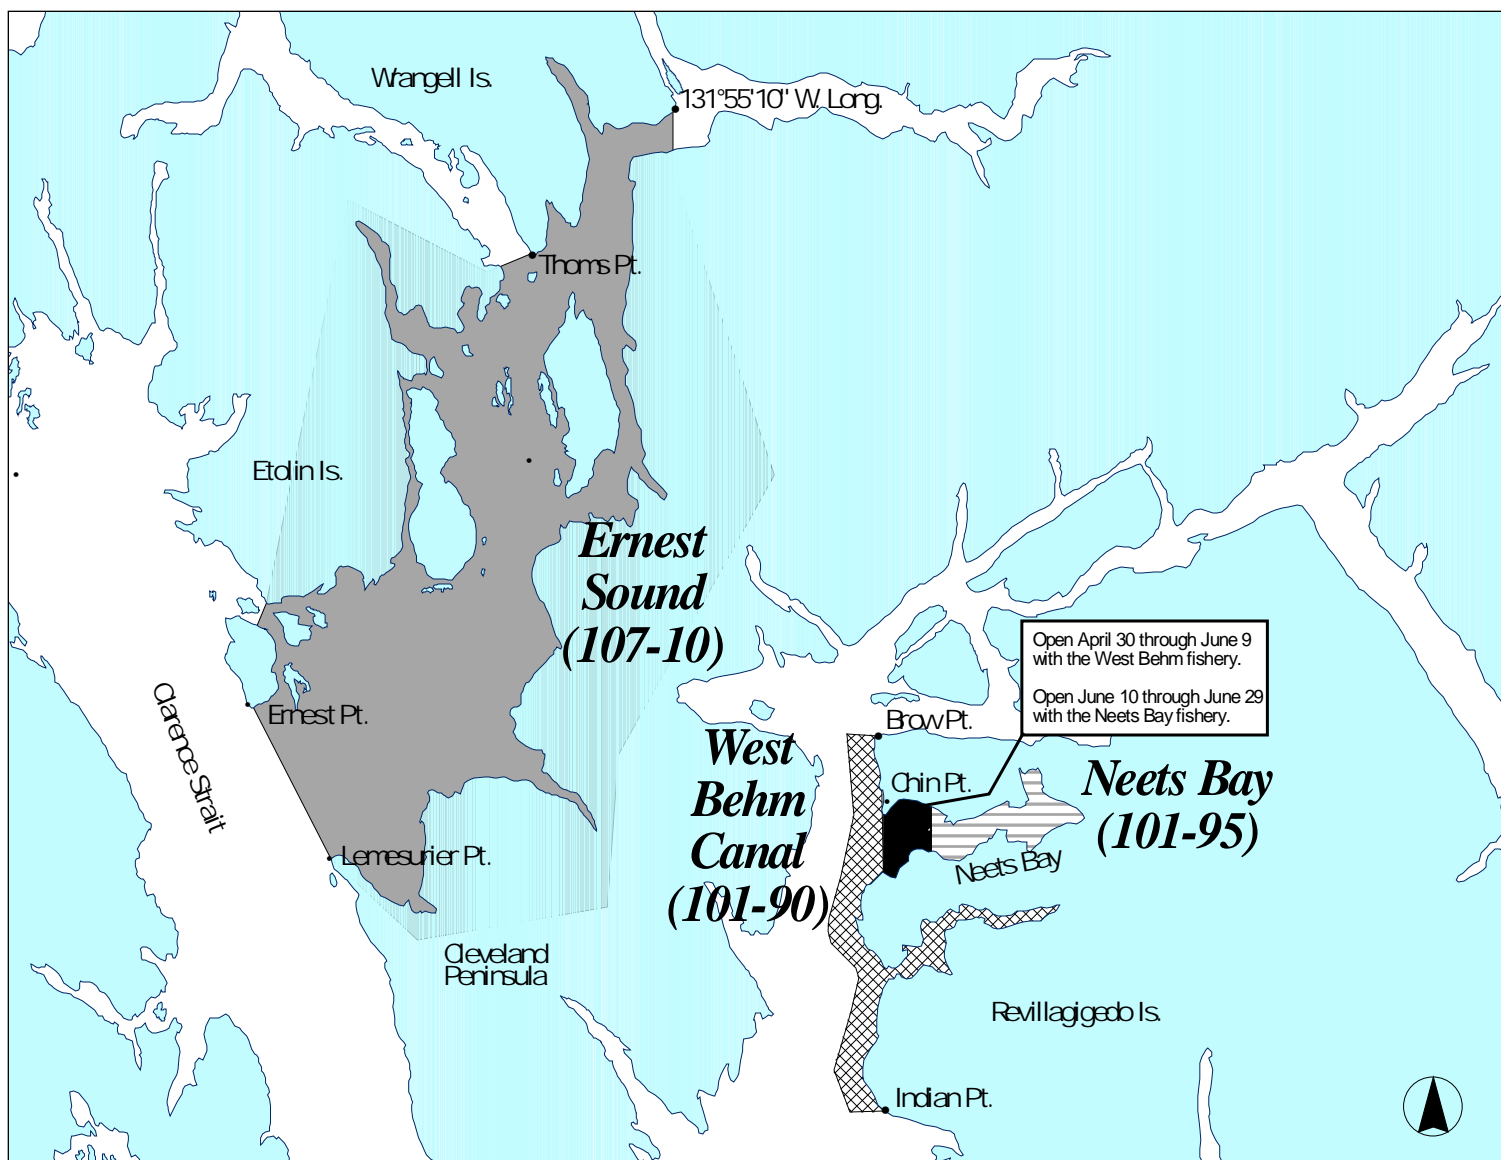 Wrangell Is.
131°55'10" W. Long.
Thoms Pt.
Etolin Is.
Ernest
Sound
(107-10)
Open April 30 through June 9
with the West Behm fishery.
Open June 10 through June 29
with the Neets Bay fishery.
Clarence Strait
Ernest Pt.
Brow Pt.
West
Behm
Canal
(101-90)
Chin Pt.
Neets Bay
(101-95)
Lemesurier Pt.
Neets Bay
Cleveland
Peninsula
Revillagigedo Is.
Indian Pt.